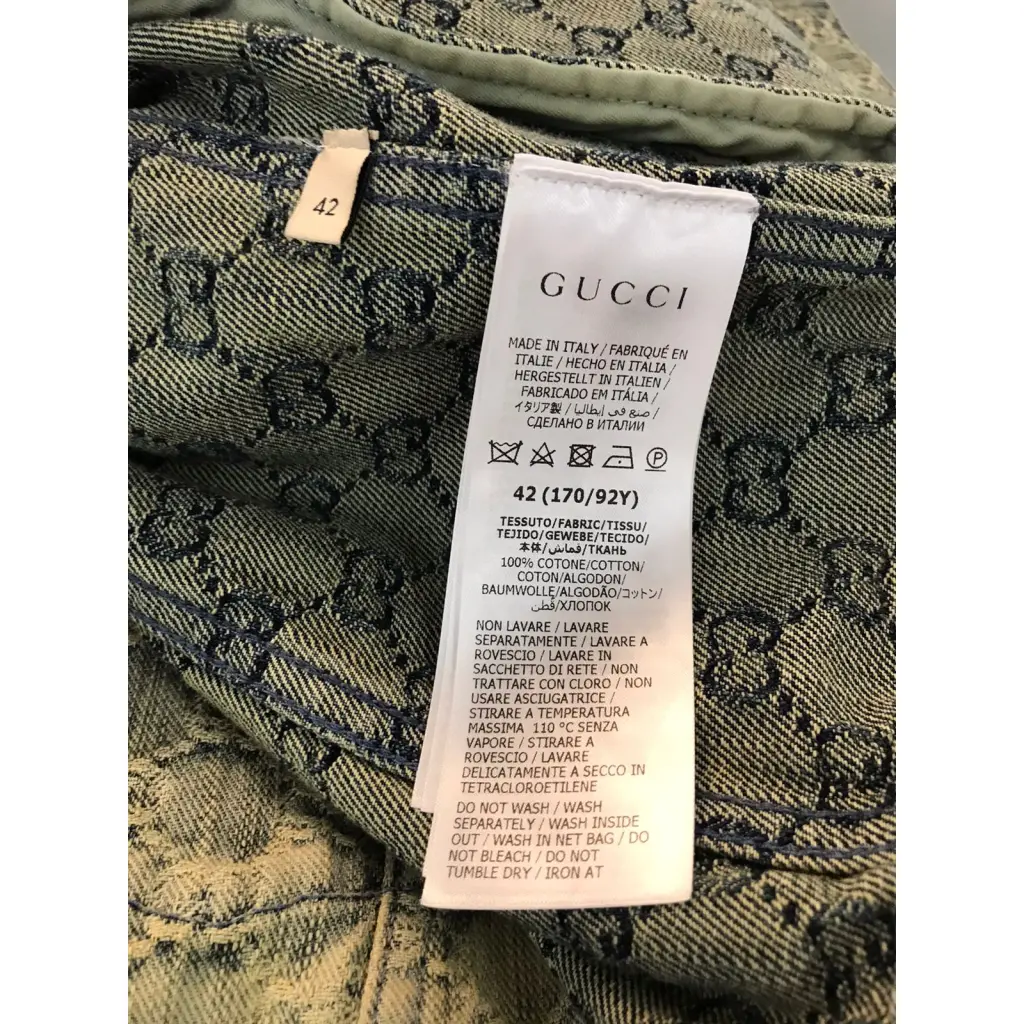 42
GUCCI
MADE IN ITALY / FABRIQUÉ EN
ITALIE / HECHO EN ITALIA /
HERGESTELLT IN ITALIEN /
FABRICADO EM ITÁLIA /
イタリア製 / صنع في إيطاليا /
СДЕЛАНО В ИТАЛИИ
P
42 (170/92Y)
TESSUTO/FABRIC/TISSU/
TEJIDO/GEWEBE/TECIDO/
本体/قماش/ТКАНЬ
100% COTONE/COTTON/
COTON/ALGODON/
BAUMWOLLE/ALGODÃO/コットン/
قطن/ХЛОПОК
NON LAVARE / LAVARE
SEPARATAMENTE / LAVARE A
ROVESCIO / LAVARE IN
SACCHETTO DI RETE / NON
TRATTARE CON CLORO / NON
USARE ASCIUGATRICE /
STIRARE A TEMPERATURA
MASSIMA 110 °C SENZA
VAPORE / STIRARE A
ROVESCIO / LAVARE
DELICATAMENTE A SECCO IN
TETRACLOROETILENE
DO NOT WASH / WASH
SEPARATELY / WASH INSIDE
OUT / WASH IN NET BAG / DO
NOT BLEACH / DO NOT
TUMBLE DRY / IRON AT